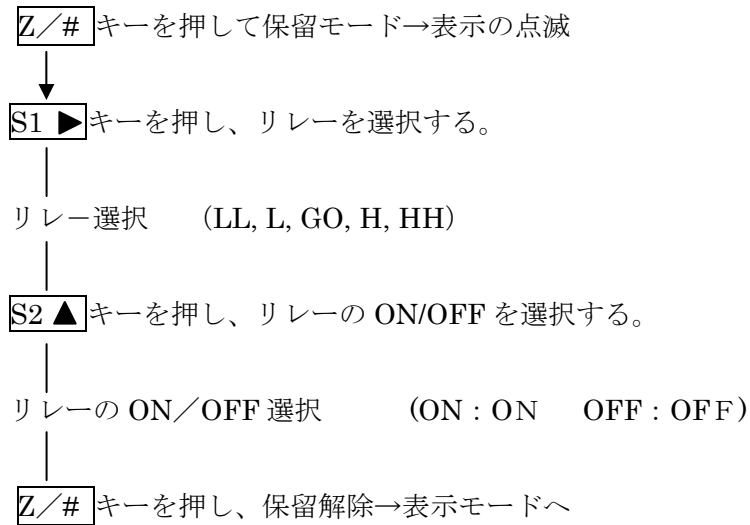 Z／# キーを押して保留モード→表示の点滅
S1 ▶キーを押し、リレーを選択する。
リレー選択　　(LL, L, GO, H, HH)
S2 ▲キーを押し、リレーの ON/OFF を選択する。
リレーの ON／OFF 選択　　　(ON : ＯＮ　 OFF : OFＦ)
Z／# キーを押し、保留解除→表示モードへ